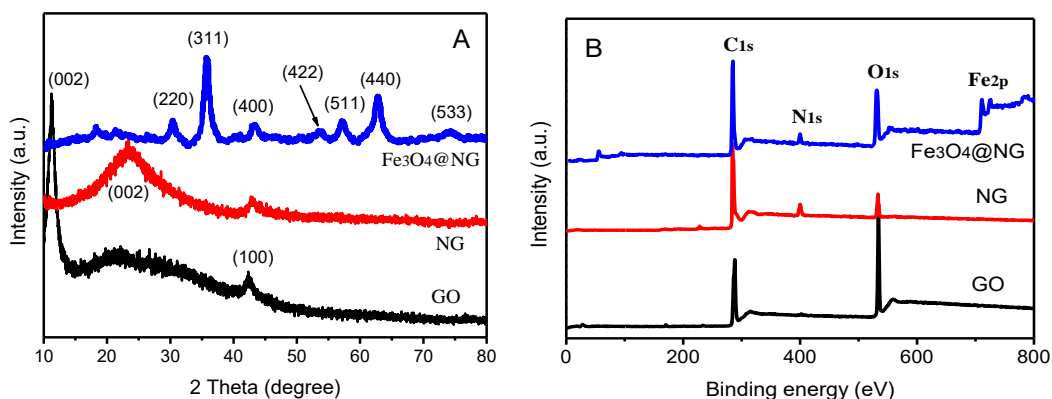 A
(002)
(311)
(220)
(400)
(422)
(511)
(440)
(533)
Fe3O4@NG
(002)
NG
(100)
GO
Intensity (a.u.)
10 20 30 40 50 60 70 80
2 Theta (degree)
B
C1s
N1s
O1s
Fe2p
Fe3O4@NG
NG
GO
Intensity (a.u.)
0 200 400 600 800
Binding energy (eV)